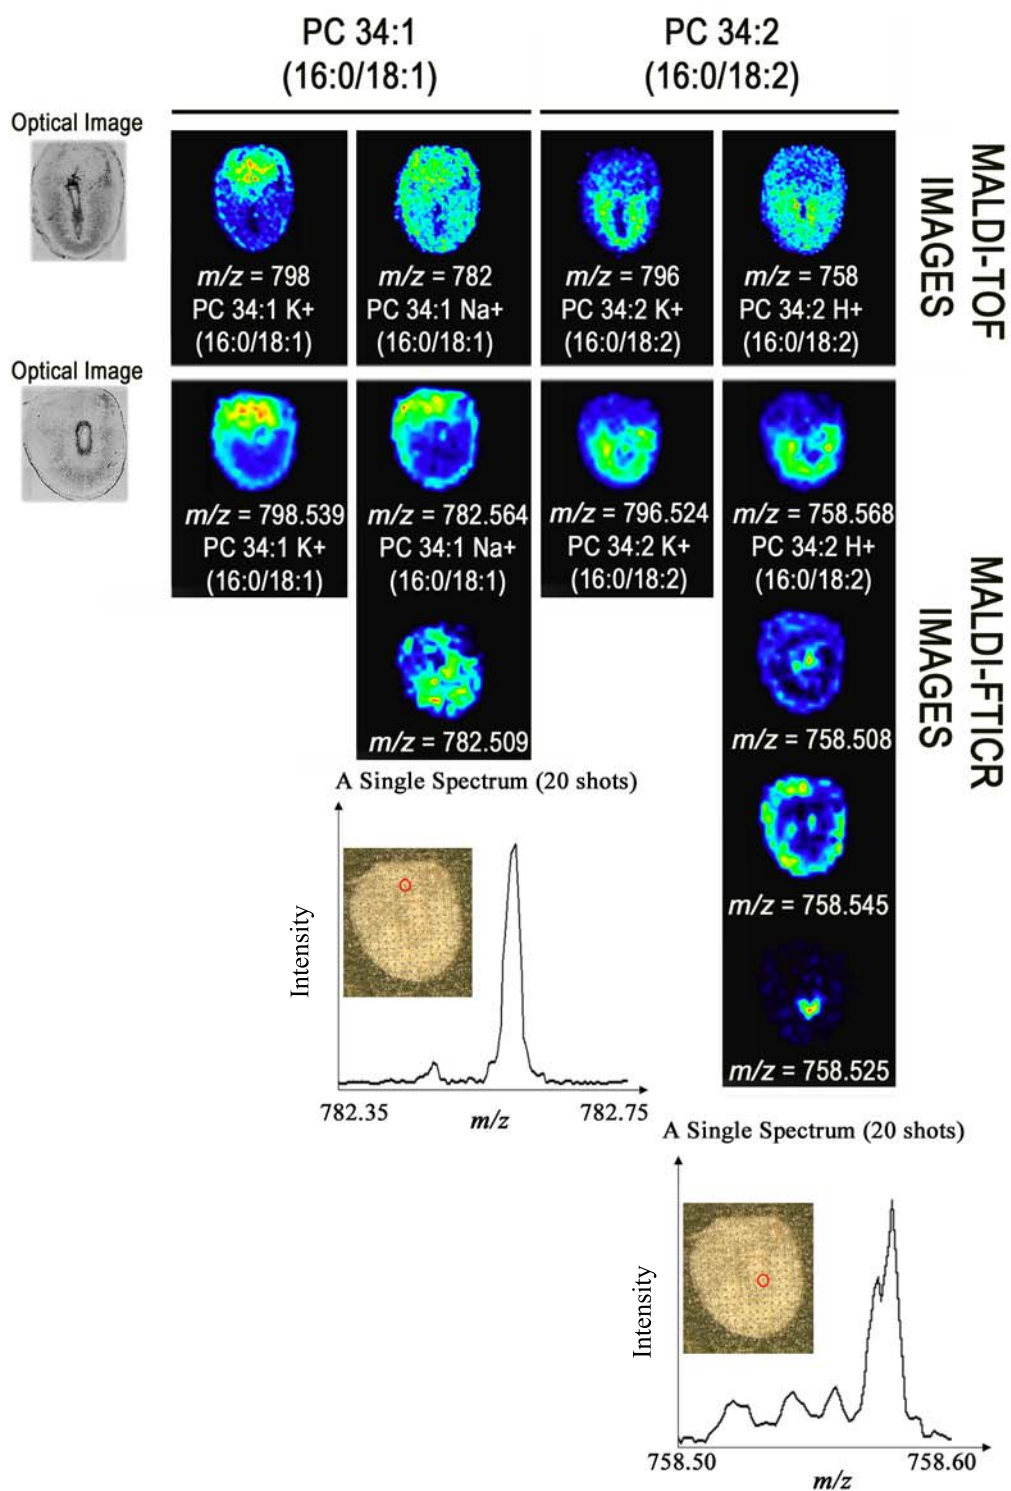 PC 34:1
(16:0/18:1)
PC 34:2
(16:0/18:2)
Optical Image
m/z = 798
PC 34:1 K+
(16:0/18:1)
m/z = 782
PC 34:1 Na+
(16:0/18:1)
m/z = 796
PC 34:2 K+
(16:0/18:2)
m/z = 758
PC 34:2 H+
(16:0/18:2)
MALDI-TOF
IMAGES
Optical Image
m/z = 798.539
PC 34:1 K+
(16:0/18:1)
m/z = 782.564
PC 34:1 Na+
(16:0/18:1)
m/z = 796.524
PC 34:2 K+
(16:0/18:2)
m/z = 758.568
PC 34:2 H+
(16:0/18:2)
MALDI-FTICR
IMAGES
m/z = 782.509
m/z = 758.508
m/z = 758.545
m/z = 758.525
A Single Spectrum (20 shots)
Intensity
782.35
782.75
m/z
A Single Spectrum (20 shots)
Intensity
758.50
758.60
m/z